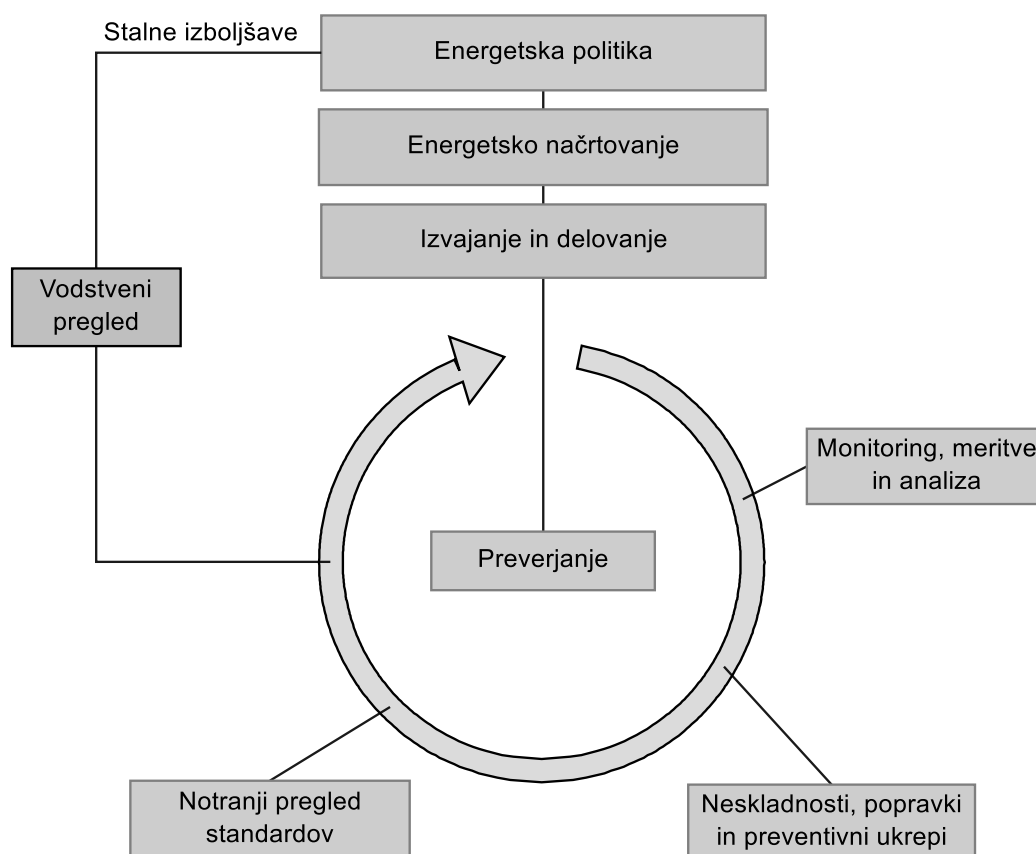 Stalne izboljšave
Energetska politika
Energetsko načrtovanje
Izvajanje in delovanje
Vodstveni
pregled
Monitoring, meritve
in analiza
Preverjanje
Notranji pregled
standardov
Neskladnosti, popravki
in preventivni ukrepi